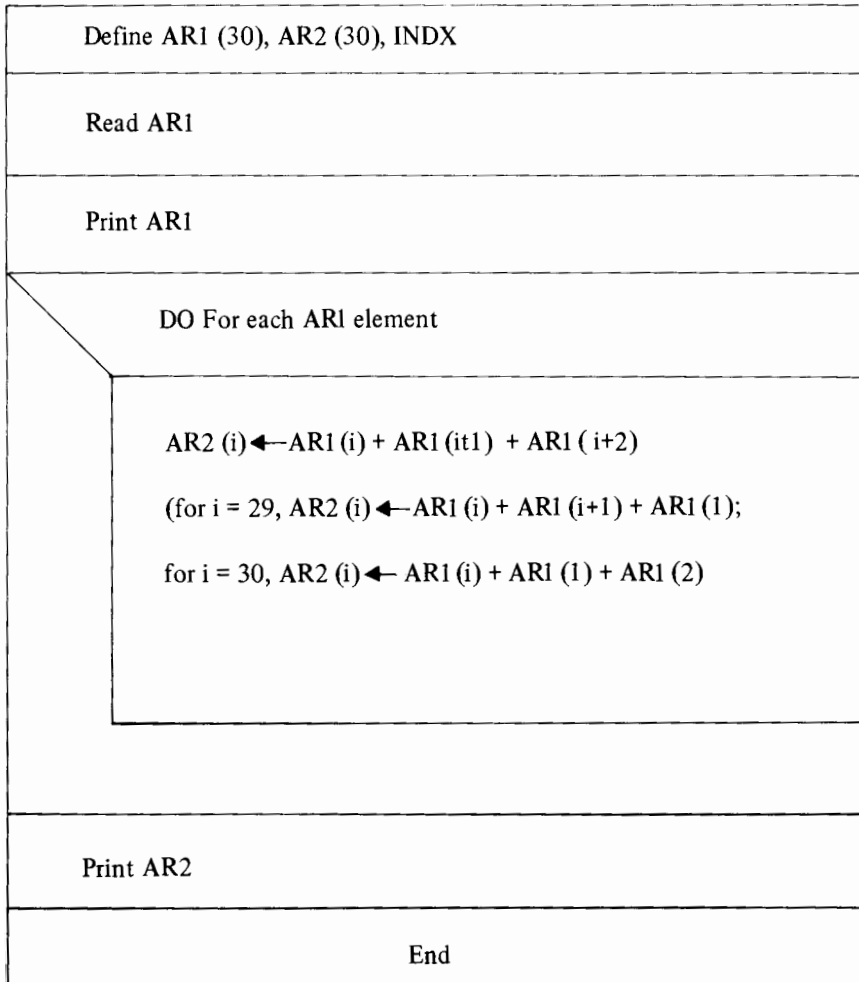 Define AR1 (30), AR2 (30), INDX
Read AR1
Print AR1
DO For each AR1 element
AR2 (i)←AR1 (i) + AR1 (it1) + AR1 ( i+2)
(for i = 29, AR2 (i)←AR1 (i) + AR1 (i+1) + AR1 (1);
for i = 30, AR2 (i)← AR1 (i) + AR1 (1) + AR1 (2)
Print AR2
End